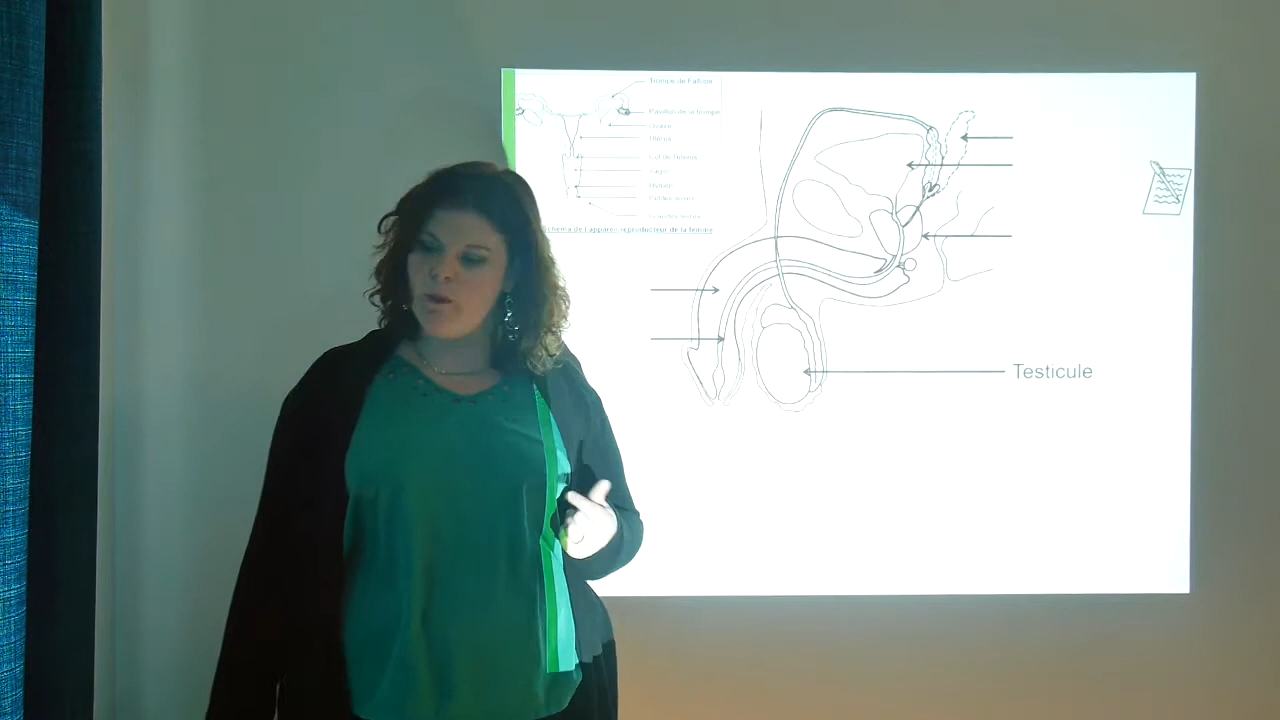 Trompe de Fallope
Pavillon de la trompe
Ovaire
Utérus
Col de l'utérus
Vagin
Schéma de l'appareil reproducteur de la femme
Testicule